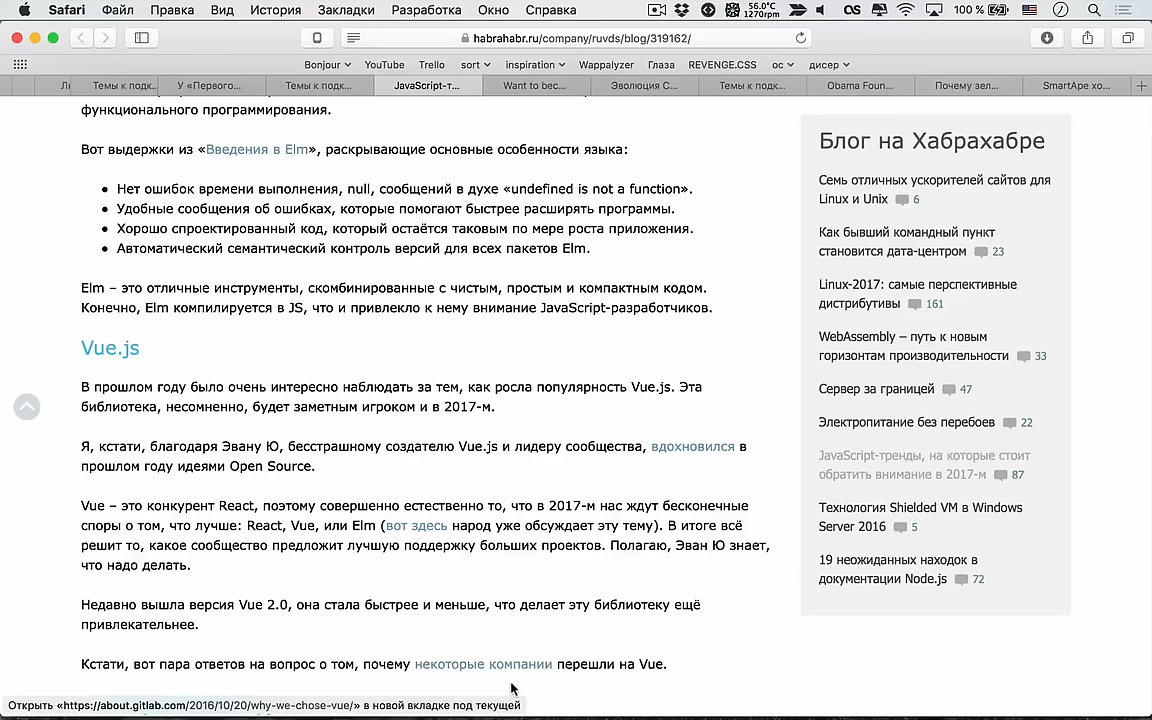 Safari Файл Правка Вид История Закладки Разработка Окно Справка 56.0°C 1270rpm 100 %
habrahabr.ru/company/ruvds/blog/319162/
Bonjour YouTube Trello sort inspiration Wappalyzer Глаза REVENGE.CSS ос дисер
Темы к подк... У «Первого... Темы к подк... JavaScript-т... Want to bec... Эволюция С... Темы к подк... Obama Foun... Почему зел... SmartApe хо...
функционального программирования.
Вот выдержки из «Введения в Elm», раскрывающие основные особенности языка:
• Нет ошибок времени выполнения, null, сообщений в духе «undefined is not a function».
• Удобные сообщения об ошибках, которые помогают быстрее расширять программы.
• Хорошо спроектированный код, который остаётся таковым по мере роста приложения.
• Автоматический семантический контроль версий для всех пакетов Elm.
Elm – это отличные инструменты, скомбинированные с чистым, простым и компактным кодом.
Конечно, Elm компилируется в JS, что и привлекло к нему внимание JavaScript-разработчиков.
Vue.js
В прошлом году было очень интересно наблюдать за тем, как росла популярность Vue.js. Эта
библиотека, несомненно, будет заметным игроком и в 2017-м.
Я, кстати, благодаря Эвану Ю, бесстрашному создателю Vue.js и лидеру сообщества, вдохновился в
прошлом году идеями Open Source.
Vue – это конкурент React, поэтому совершенно естественно то, что в 2017-м нас ждут бесконечные
споры о том, что лучше: React, Vue, или Elm (вот здесь народ уже обсуждает эту тему). В итоге всё
решит то, какое сообщество предложит лучшую поддержку больших проектов. Полагаю, Эван Ю знает,
что надо делать.
Недавно вышла версия Vue 2.0, она стала быстрее и меньше, что делает эту библиотеку ещё
привлекательнее.
Кстати, вот пара ответов на вопрос о том, почему некоторые компании перешли на Vue.
Открыть «https://about.gitlab.com/2016/10/20/why-we-chose-vue/» в новой вкладке под текущей
Блог на Хабрахабре
Семь отличных ускорителей сайтов для
Linux и Unix 6
Как бывший командный пункт
становится дата-центром 23
Linux-2017: самые перспективные
дистрибутивы 161
WebAssembly – путь к новым
горизонтам производительности 33
Сервер за границей 47
Электропитание без перебоев 22
JavaScript-тренды, на которые стоит
обратить внимание в 2017-м 87
Технология Shielded VM в Windows
Server 2016 5
19 неожиданных находок в
документации Node.js 72